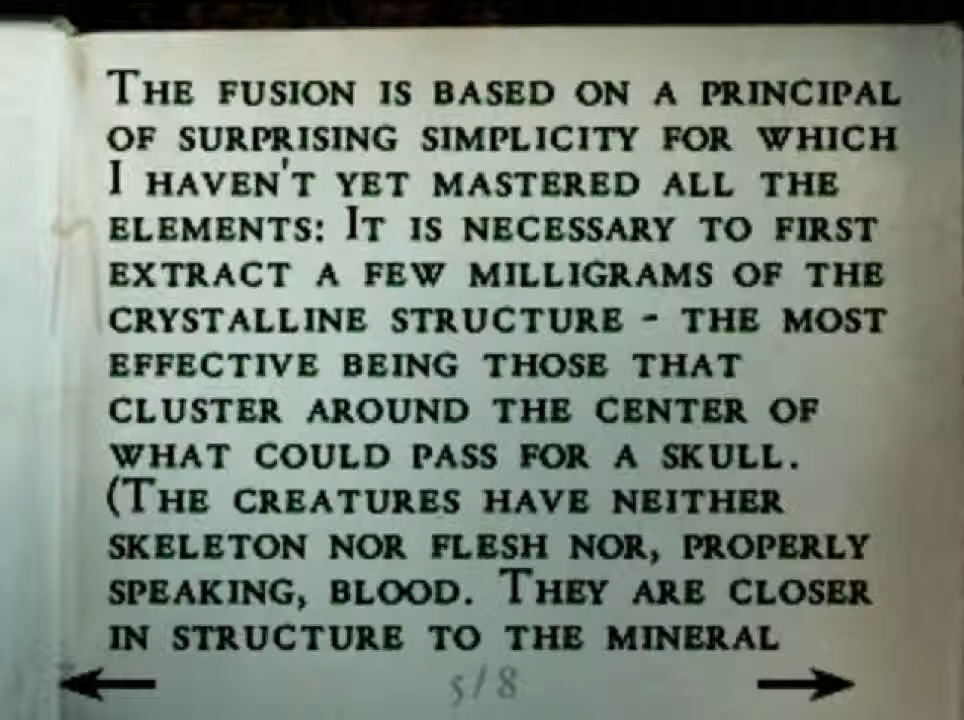 The fusion is based on a principal
of surprising simplicity for which
I haven't yet mastered all the
elements: It is necessary to first
extract a few milligrams of the
crystalline structure - the most
effective being those that
cluster around the center of
what could pass for a skull.
(The creatures have neither
skeleton nor flesh nor, properly
speaking, blood. They are closer
in structure to the mineral
5/8